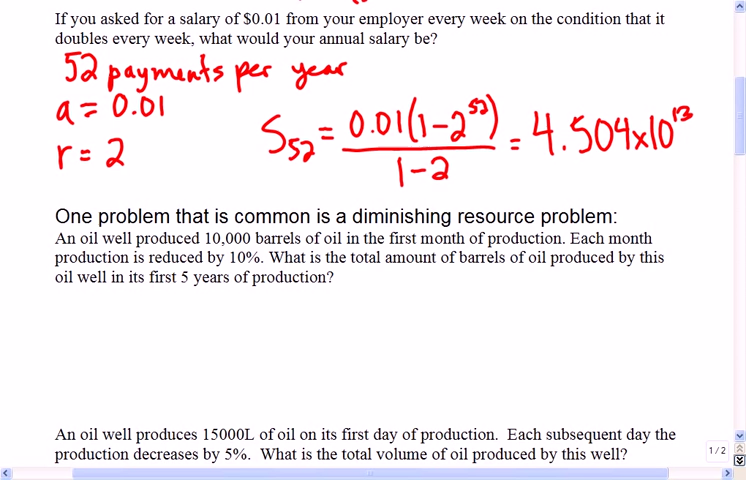 If you asked for a salary of $0.01 from your employer every week on the condition that it
doubles every week, what would your annual salary be?
52 payments per year
a = 0.01
r = 2
S₅₂ = 0.01(1-2⁵²) / 1-2 = 4.504x10¹³
One problem that is common is a diminishing resource problem:
An oil well produced 10,000 barrels of oil in the first month of production. Each month
production is reduced by 10%. What is the total amount of barrels of oil produced by this
oil well in its first 5 years of production?
An oil well produces 15000L of oil on its first day of production. Each subsequent day the
production decreases by 5%. What is the total volume of oil produced by this well?
1 / 2